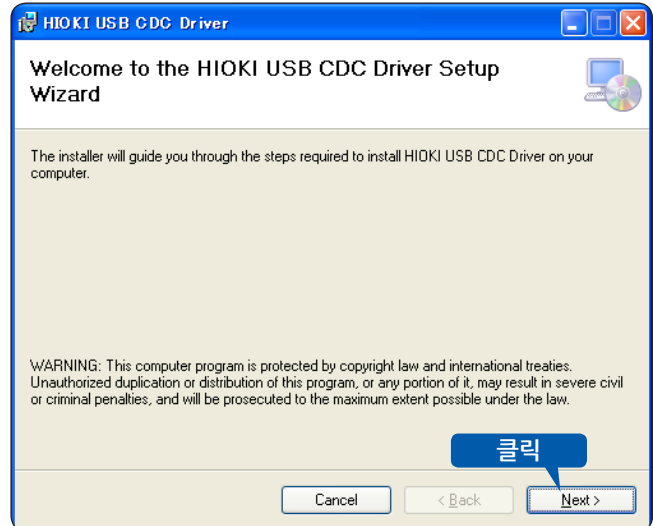 HIOKI USB CDC Driver
Welcome to the HIOKI USB CDC Driver Setup
Wizard
The installer will guide you through the steps required to install HIOKI USB CDC Driver on your
computer.
WARNING: This computer program is protected by copyright law and international treaties.
Unauthorized duplication or distribution of this program, or any portion of it, may result in severe civil
or criminal penalties, and will be prosecuted to the maximum extent possible under the law.
클릭
Cancel
< Back
Next >